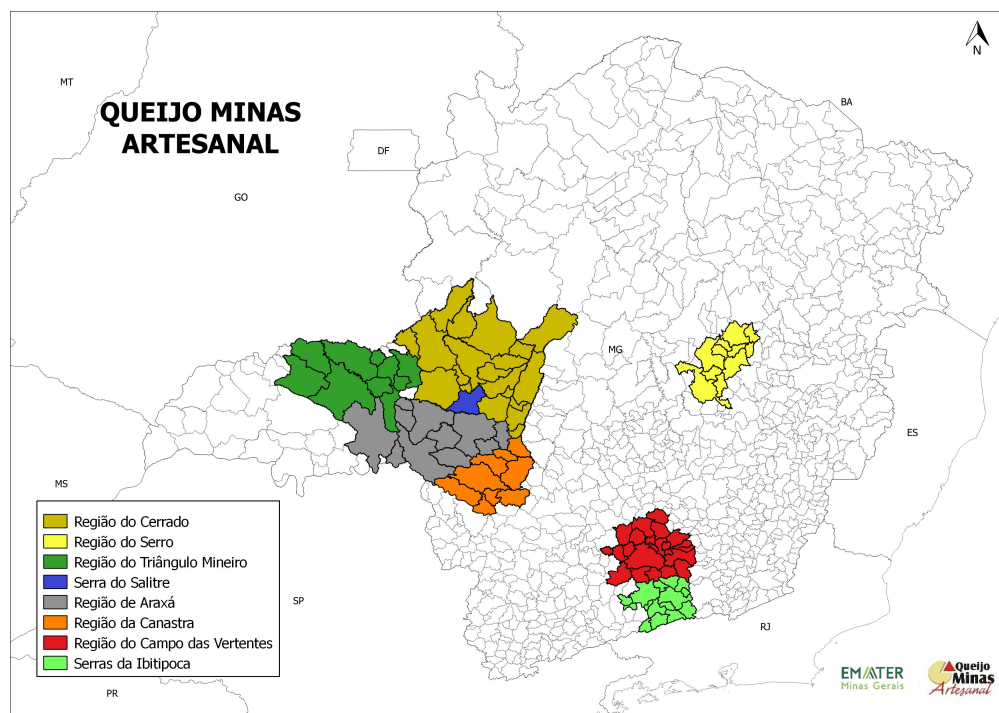 QUEIJO MINAS
ARTESANAL
N
MT
BA
DF
GO
MG
ES
MS
SP
RJ
PR
Região do Cerrado
Região do Serro
Região do Triângulo Mineiro
Serra do Salitre
Região de Araxá
Região da Canastra
Região do Campo das Vertentes
Serras da Ibitipoca
EMATER
Minas Gerais
Queijo
Minas
Artesanal